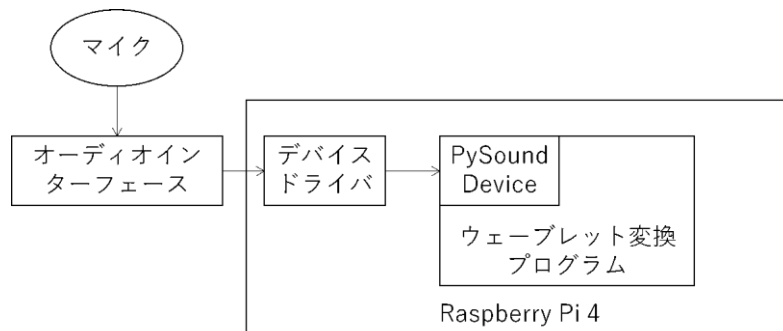 マイク
オーディオイン
ターフェース
デバイス
ドライバ
PySound
Device
ウェーブレット変換
プログラム
Raspberry Pi 4